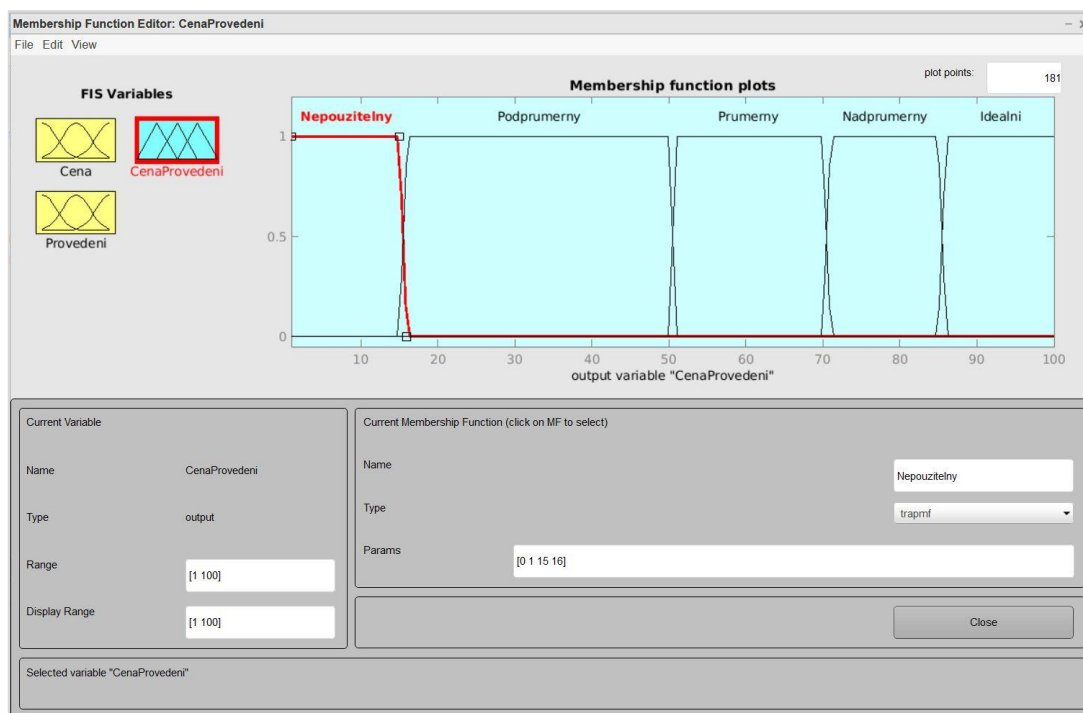 Membership Function Editor: CenaProvedeni
File Edit View
FIS Variables
Cena
CenaProvedeni
Provedeni
plot points:
181
Membership function plots
Nepouzitelny
Podprumerny
Prumerny
Nadprumerny
Idealni
1
0.5
0
10 20 30 40 50 60 70 80 90 100
output variable "CenaProvedeni"
Current Variable
Name CenaProvedeni
Type output
Range [1 100]
Display Range [1 100]
Current Membership Function (click on MF to select)
Name Nepouzitelny
Type trapmf
Params [0 1 15 16]
Close
Selected variable "CenaProvedeni"